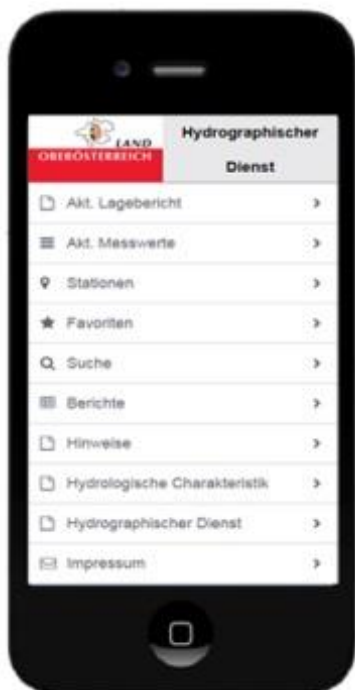 LAND
OBERÖSTERREICH
Hydrographischer
Dienst
Akt. Lagebericht
Akt. Messwerte
Stationen
Favoriten
Suche
Berichte
Hinweise
Hydrologische Charakteristik
Hydrographischer Dienst
Impressum